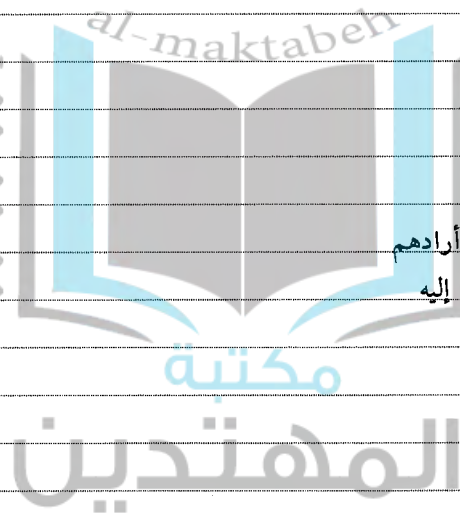 al-maktabeh
أرادهم
إليه
مكتبة
المهتدين